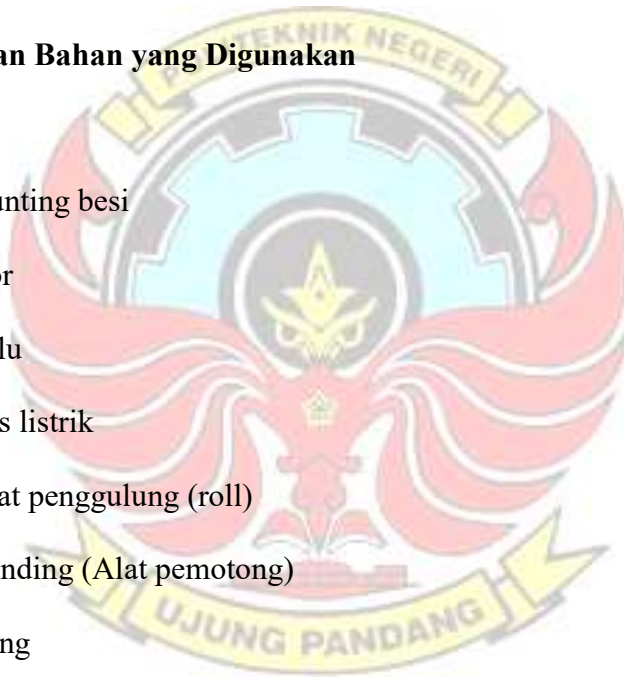 POLITEKNIK NEGERI
an Bahan yang Digunakan
unting besi
or
lu
s listrik
at penggulung (roll)
nding (Alat pemotong)
ng
UJUNG PANDANG